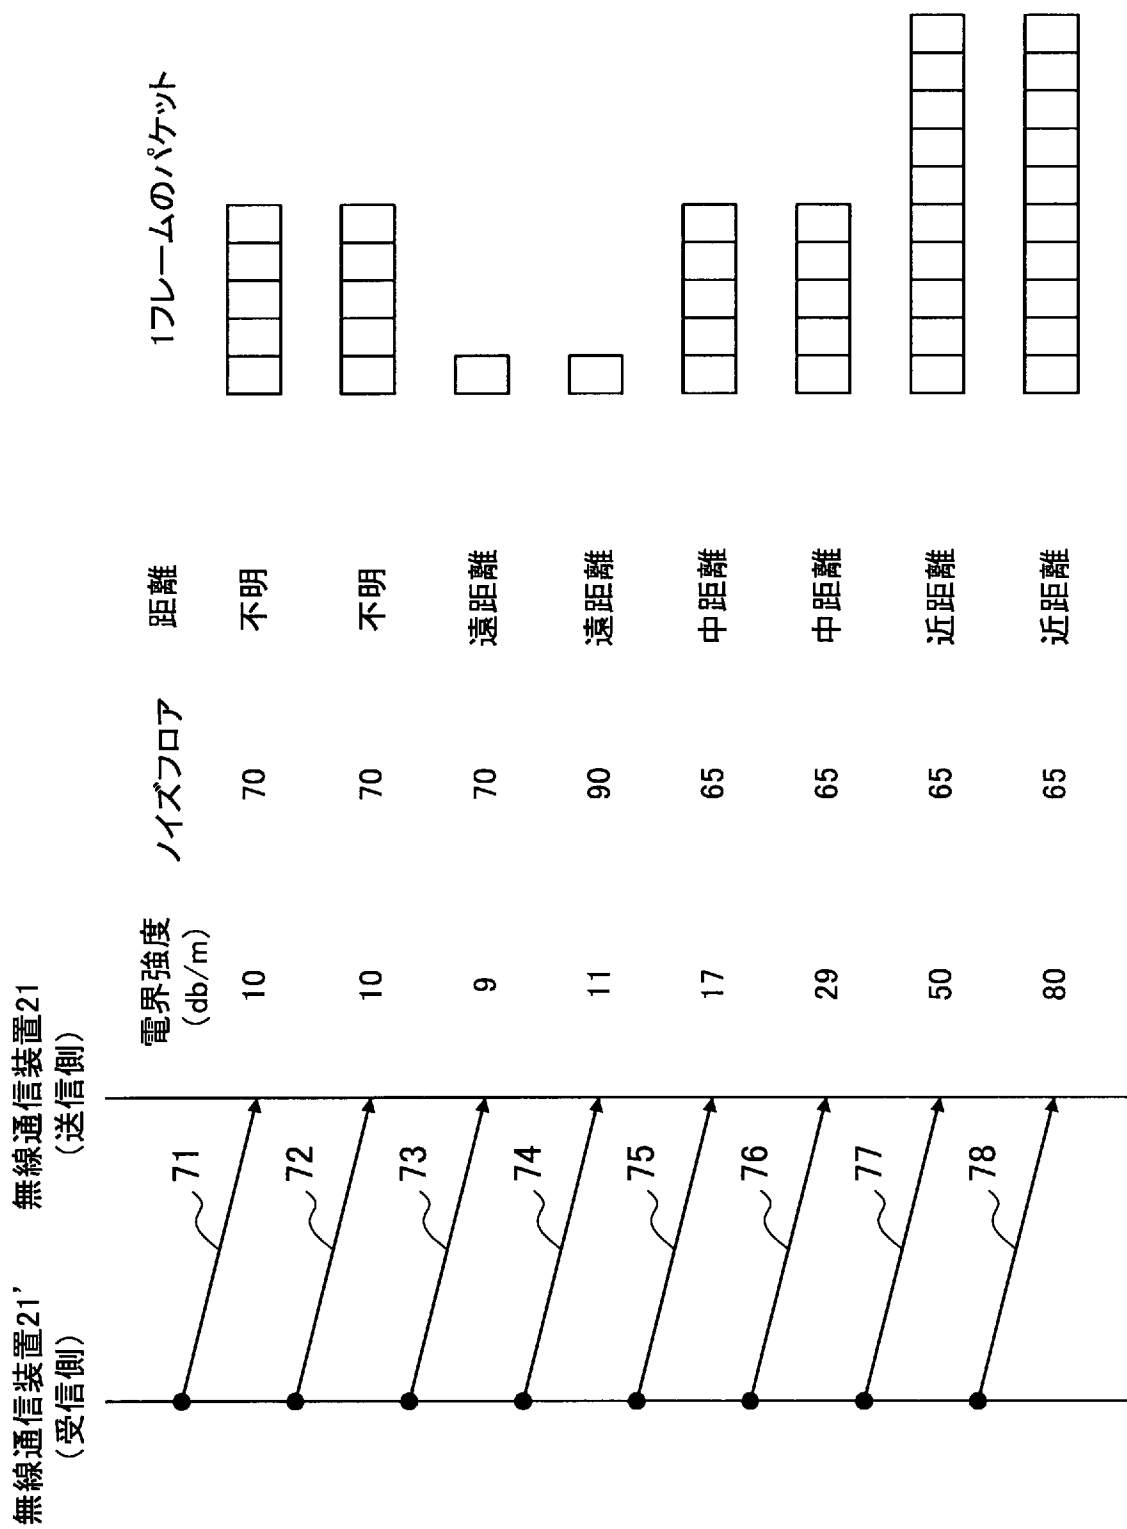 無線通信装置21’
（受信側）
無線通信装置21
（送信側）
電界強度
(db/m)
ノイズフロア
距離
1フレームのパケット
71
10
70
不明
72
10
70
不明
73
9
70
遠距離
74
11
90
遠距離
75
17
65
中距離
76
29
65
中距離
77
50
65
近距離
78
80
65
近距離